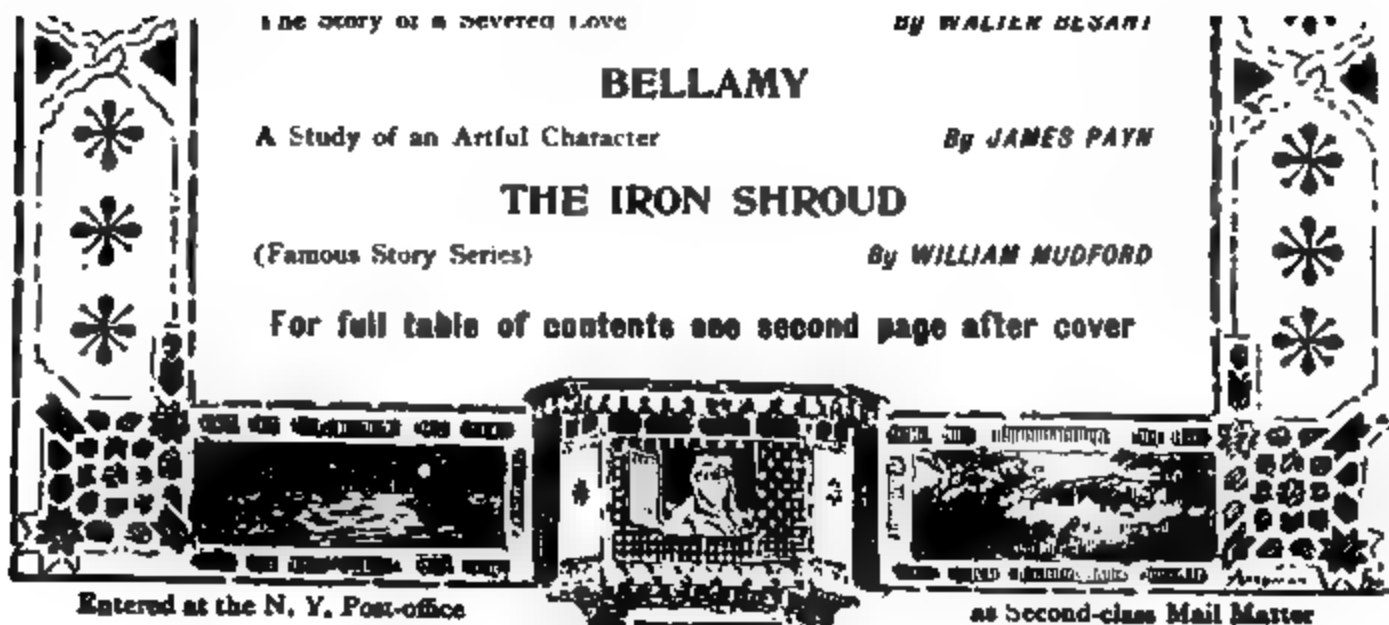 The Story of a Severed Love By WALTER BESANT
BELLAMY
A Study of an Artful Character By JAMES PAYN
THE IRON SHROUD
(Famous Story Series) By WILLIAM MUDFORD
For full table of contents see second page after cover
Entered at the N. Y. Post-office as Second-class Mail Matter